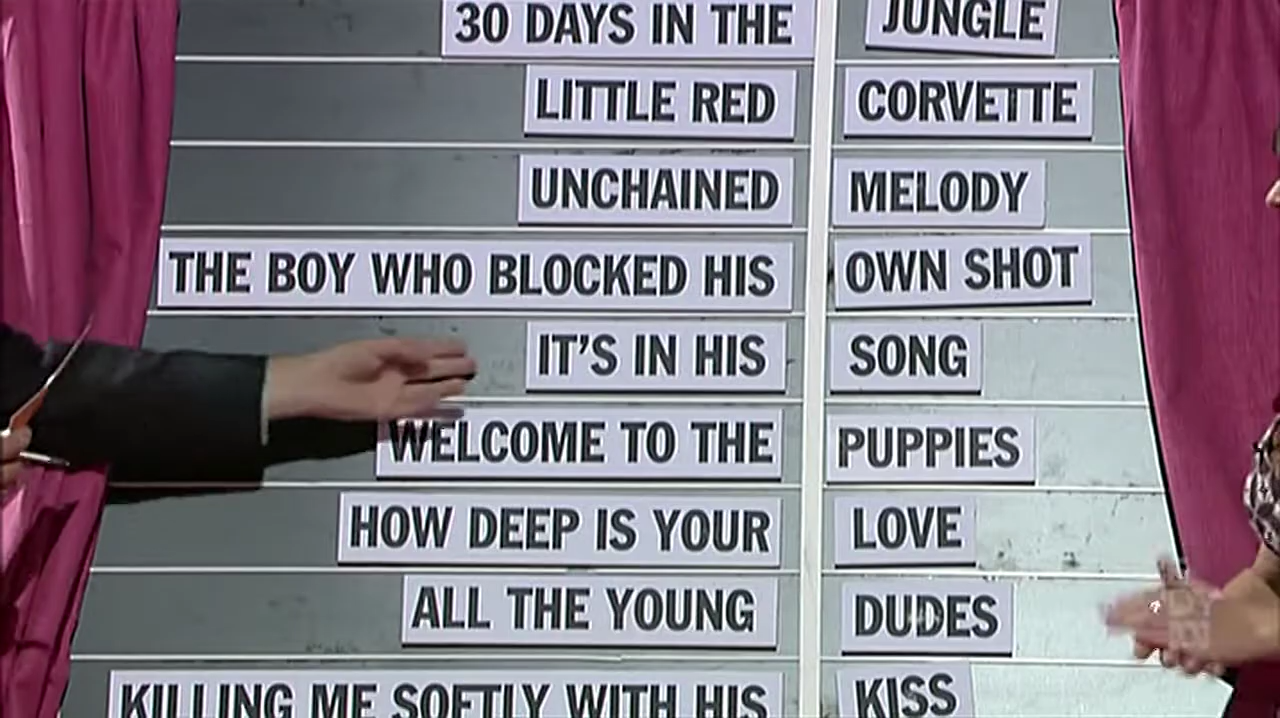 30 DAYS IN THE JUNGLE
LITTLE RED CORVETTE
UNCHAINED MELODY
THE BOY WHO BLOCKED HIS OWN SHOT
IT'S IN HIS SONG
WELCOME TO THE PUPPIES
HOW DEEP IS YOUR LOVE
ALL THE YOUNG DUDES
KILLING ME SOFTLY WITH HIS KISS